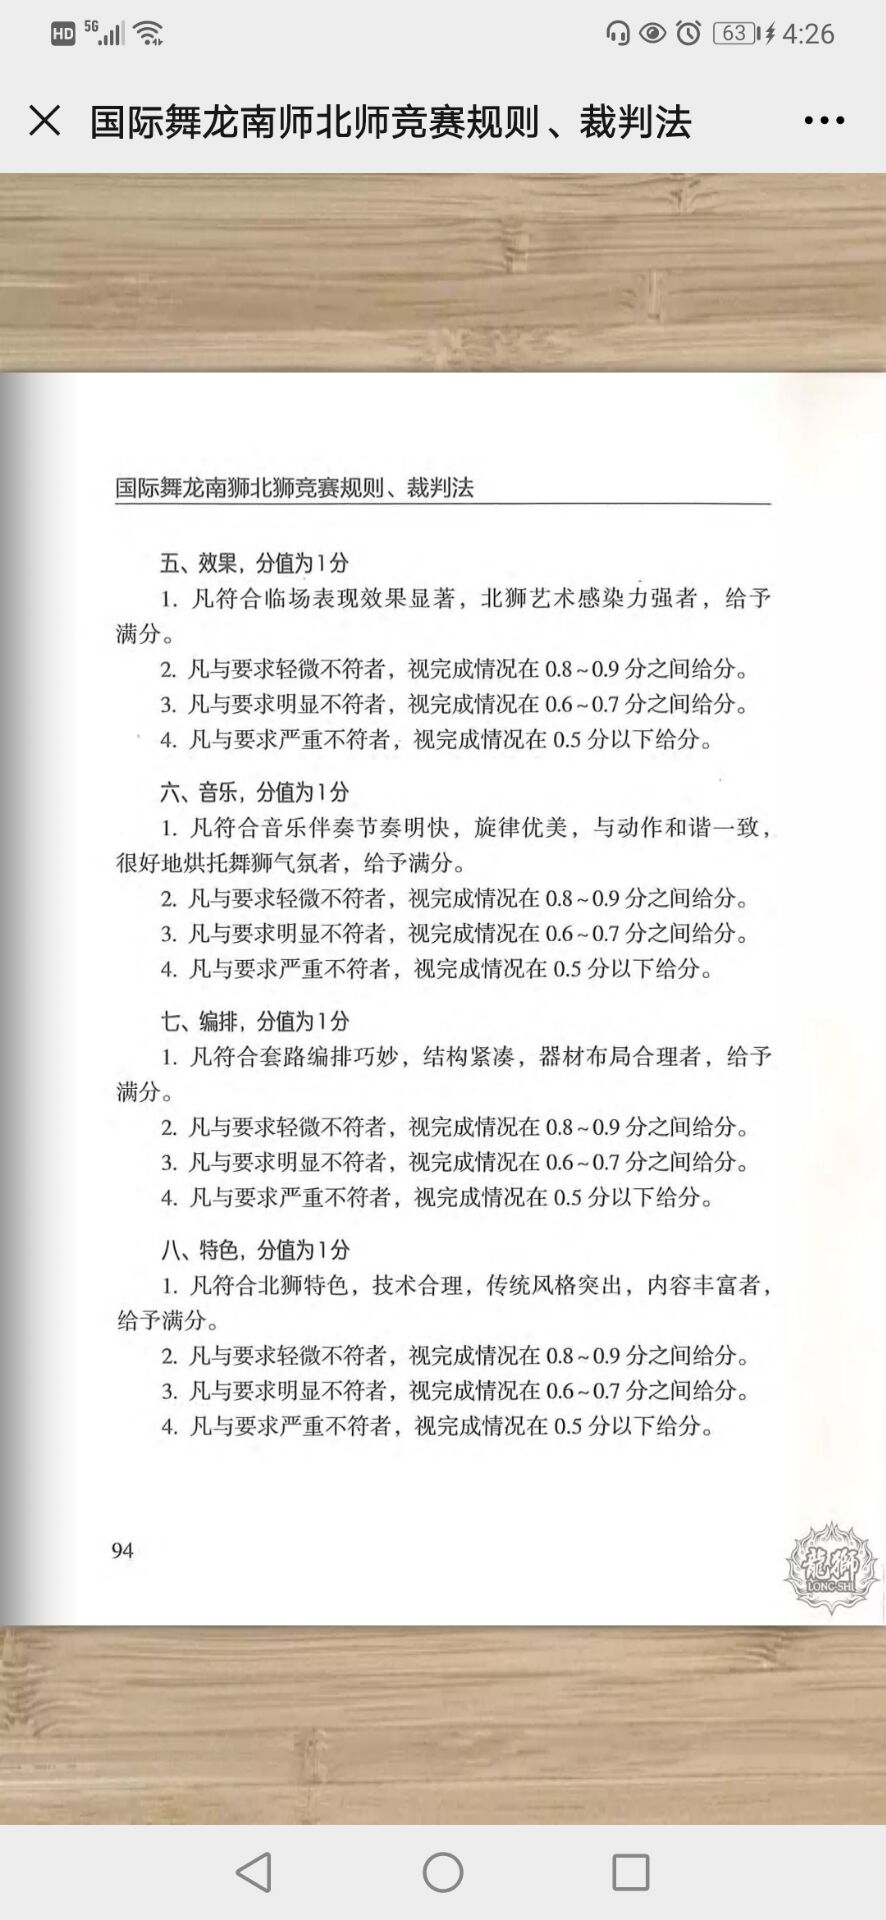 HD 5G 63 4:26
国际舞龙南师北师竞赛规则、裁判法
国际舞龙南狮北狮竞赛规则、裁判法
五、效果，分值为1分
1. 凡符合临场表现效果显著，北狮艺术感染力强者，给予
满分。
2. 凡与要求轻微不符者，视完成情况在 0.8~0.9 分之间给分。
3. 凡与要求明显不符者，视完成情况在 0.6~0.7 分之间给分。
4. 凡与要求严重不符者，视完成情况在 0.5 分以下给分。
六、音乐，分值为1分
1. 凡符合音乐伴奏节奏明快，旋律优美，与动作和谐一致，
很好地烘托舞狮气氛者，给予满分。
2. 凡与要求轻微不符者，视完成情况在 0.8~0.9 分之间给分。
3. 凡与要求明显不符者，视完成情况在 0.6~0.7 分之间给分。
4. 凡与要求严重不符者，视完成情况在 0.5 分以下给分。
七、编排，分值为1分
1. 凡符合套路编排巧妙，结构紧凑，器材布局合理者，给予
满分。
2. 凡与要求轻微不符者，视完成情况在 0.8~0.9 分之间给分。
3. 凡与要求明显不符者，视完成情况在 0.6~0.7 分之间给分。
4. 凡与要求严重不符者，视完成情况在 0.5 分以下给分。
八、特色，分值为1分
1. 凡符合北狮特色，技术合理，传统风格突出，内容丰富者，
给予满分。
2. 凡与要求轻微不符者，视完成情况在 0.8~0.9 分之间给分。
3. 凡与要求明显不符者，视完成情况在 0.6~0.7 分之间给分。
4. 凡与要求严重不符者，视完成情况在 0.5 分以下给分。
94
龍獅
LONG SHI